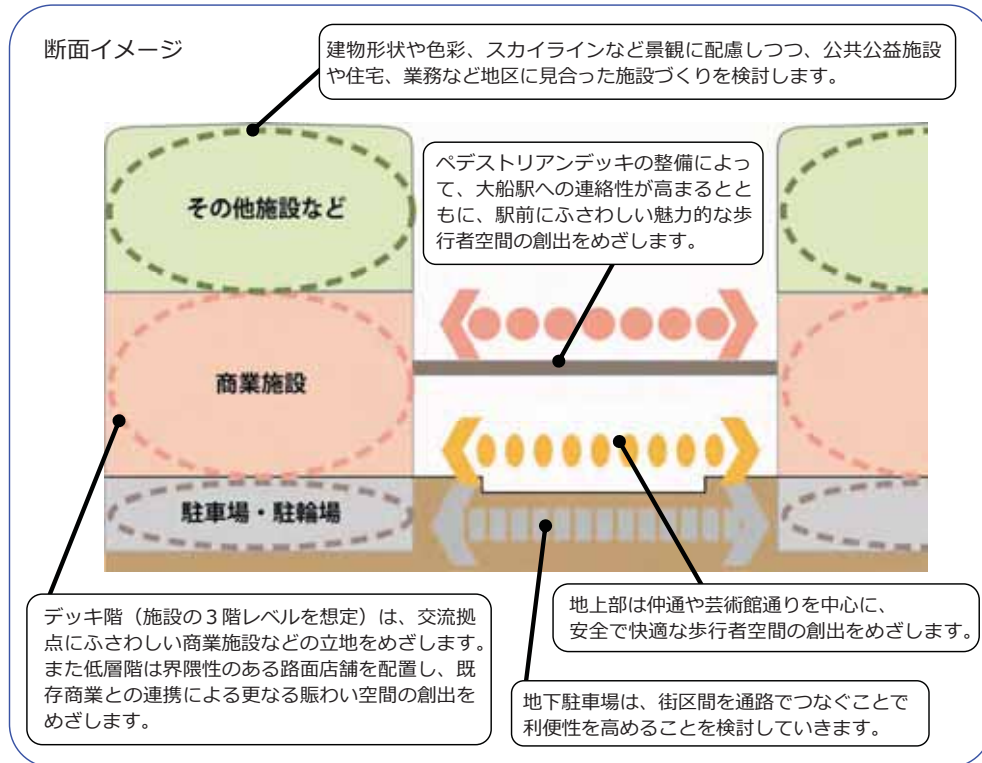 断面イメージ
建物形状や色彩、スカイラインなど景観に配慮しつつ、公共公益施設
や住宅、業務など地区に見合った施設づくりを検討します。
ペデストリアンデッキの整備によっ
て、大船駅への連絡性が高まるとと
もに、駅前にふさわしい魅力的な歩
行者空間の創出をめざします。
その他施設など
商業施設
駐車場・駐輪場
デッキ階（施設の３階レベルを想定）は、交流拠
点にふさわしい商業施設などの立地をめざします。
また低層階は界隈性のある路面店舗を配置し、既
存商業との連携による更なる賑わい空間の創出を
めざします。
地上部は仲通や芸術館通りを中心に、
安全で快適な歩行者空間の創出をめざします。
地下駐車場は、街区間を通路でつなぐことで
利便性を高めることを検討していきます。